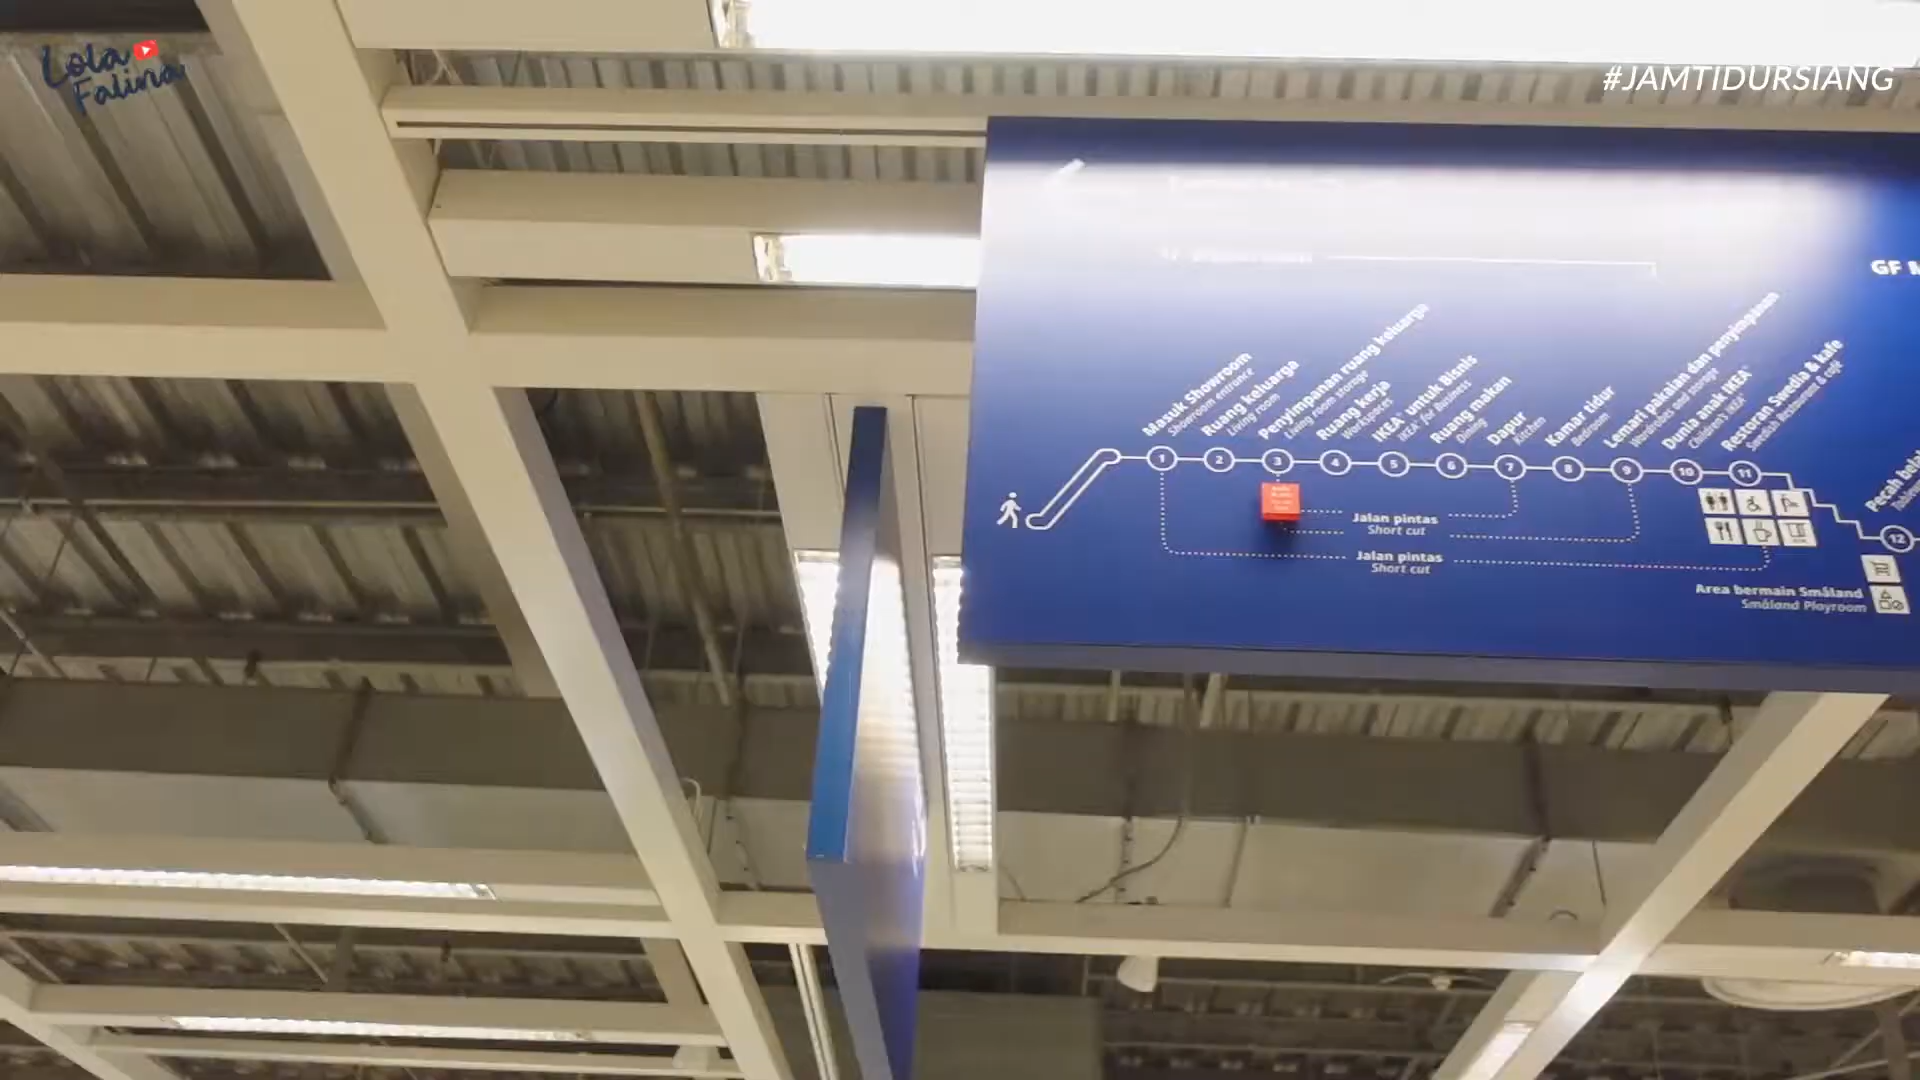 Lola
Falina
#JAMTIDURSIANG
GF
Masuk Showroom
Showroom entrance
Ruang keluarga
Living room
Penyimpanan ruang keluarga
Living room storage
Ruang kerja
Workspaces
IKEA untuk Bisnis
IKEA for Business
Ruang makan
Dining
Dapur
Kitchen
Kamar tidur
Bedroom
Lemari pakaian dan penyimpanan
Wardrobes and storage
Dunia anak IKEA
Children's IKEA
Restoran Swedia & kafe
Swedish Restaurant & café
Pecah
1 2 3 4 5 6 7 8 9 10 11
12
Jalan pintas
Short cut
Jalan pintas
Short cut
Area bermain Småland
Småland Playroom